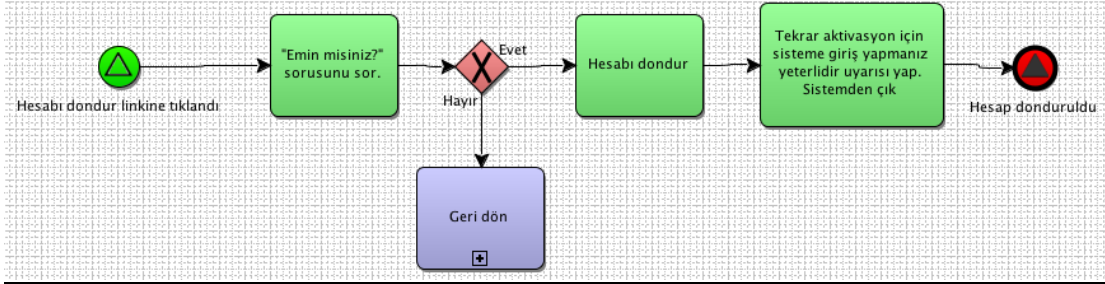 Hesabı dondur linkine tıklandı
"Emin misiniz?"
sorusunu sor.
Evet
Hayır
Geri dön
Hesabı dondur
Tekrar aktivasyon için
sisteme giriş yapmanız
yeterlidir uyarısı yap.
Sistemden çık
Hesap donduruldu